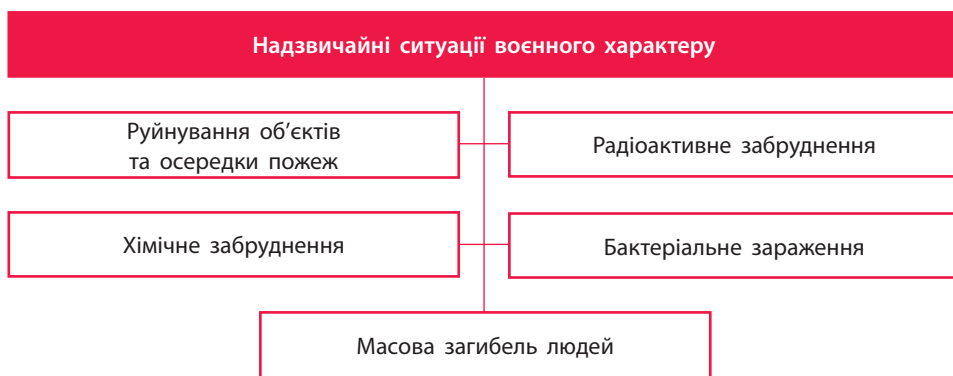 Надзвичайні ситуації воєнного характеру
Руйнування об’єктів
та осередки пожеж
Радіоактивне забруднення
Хімічне забруднення
Бактеріальне зараження
Масова загибель людей